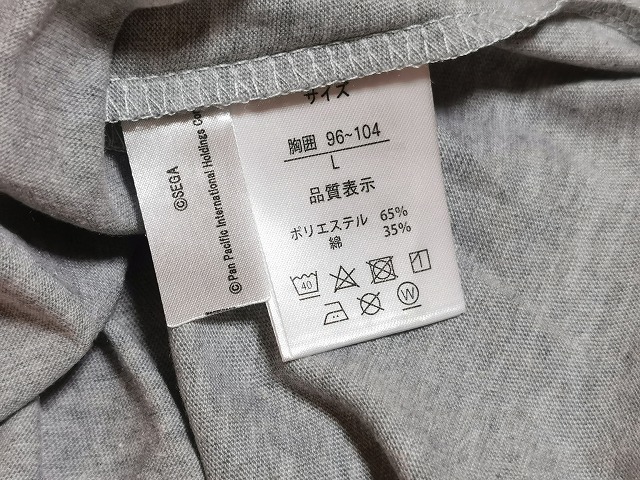 サイズ
胸囲 96~104
L
品質表示
ポリエステル 65%
綿 35%
40
W
©SEGA
©Pan Pacific International Holdings